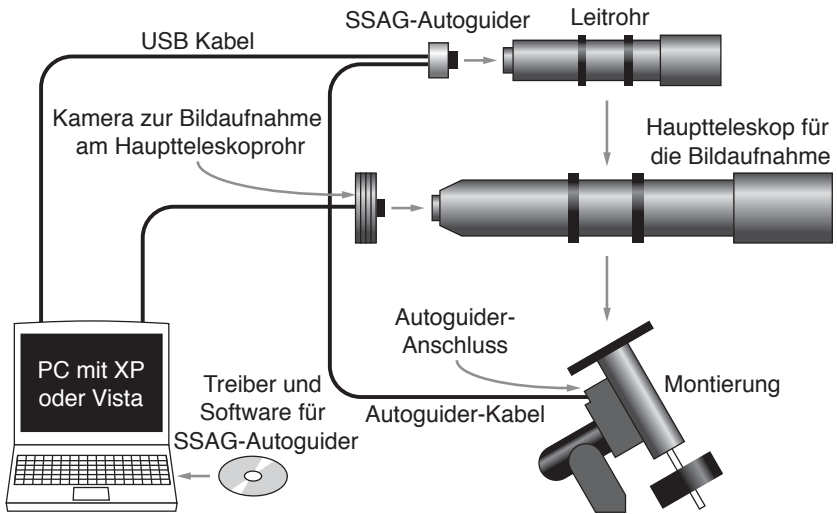 SSAG-Autoguider
Leitrohr
USB Kabel
Kamera zur Bildaufnahme
am Hauptteleskoprohr
Hauptteleskop für
die Bildaufnahme
Autoguider-
Anschluss
PC mit XP
oder Vista
Treiber und
Software für
SSAG-Autoguider
Autoguider-Kabel
Montierung